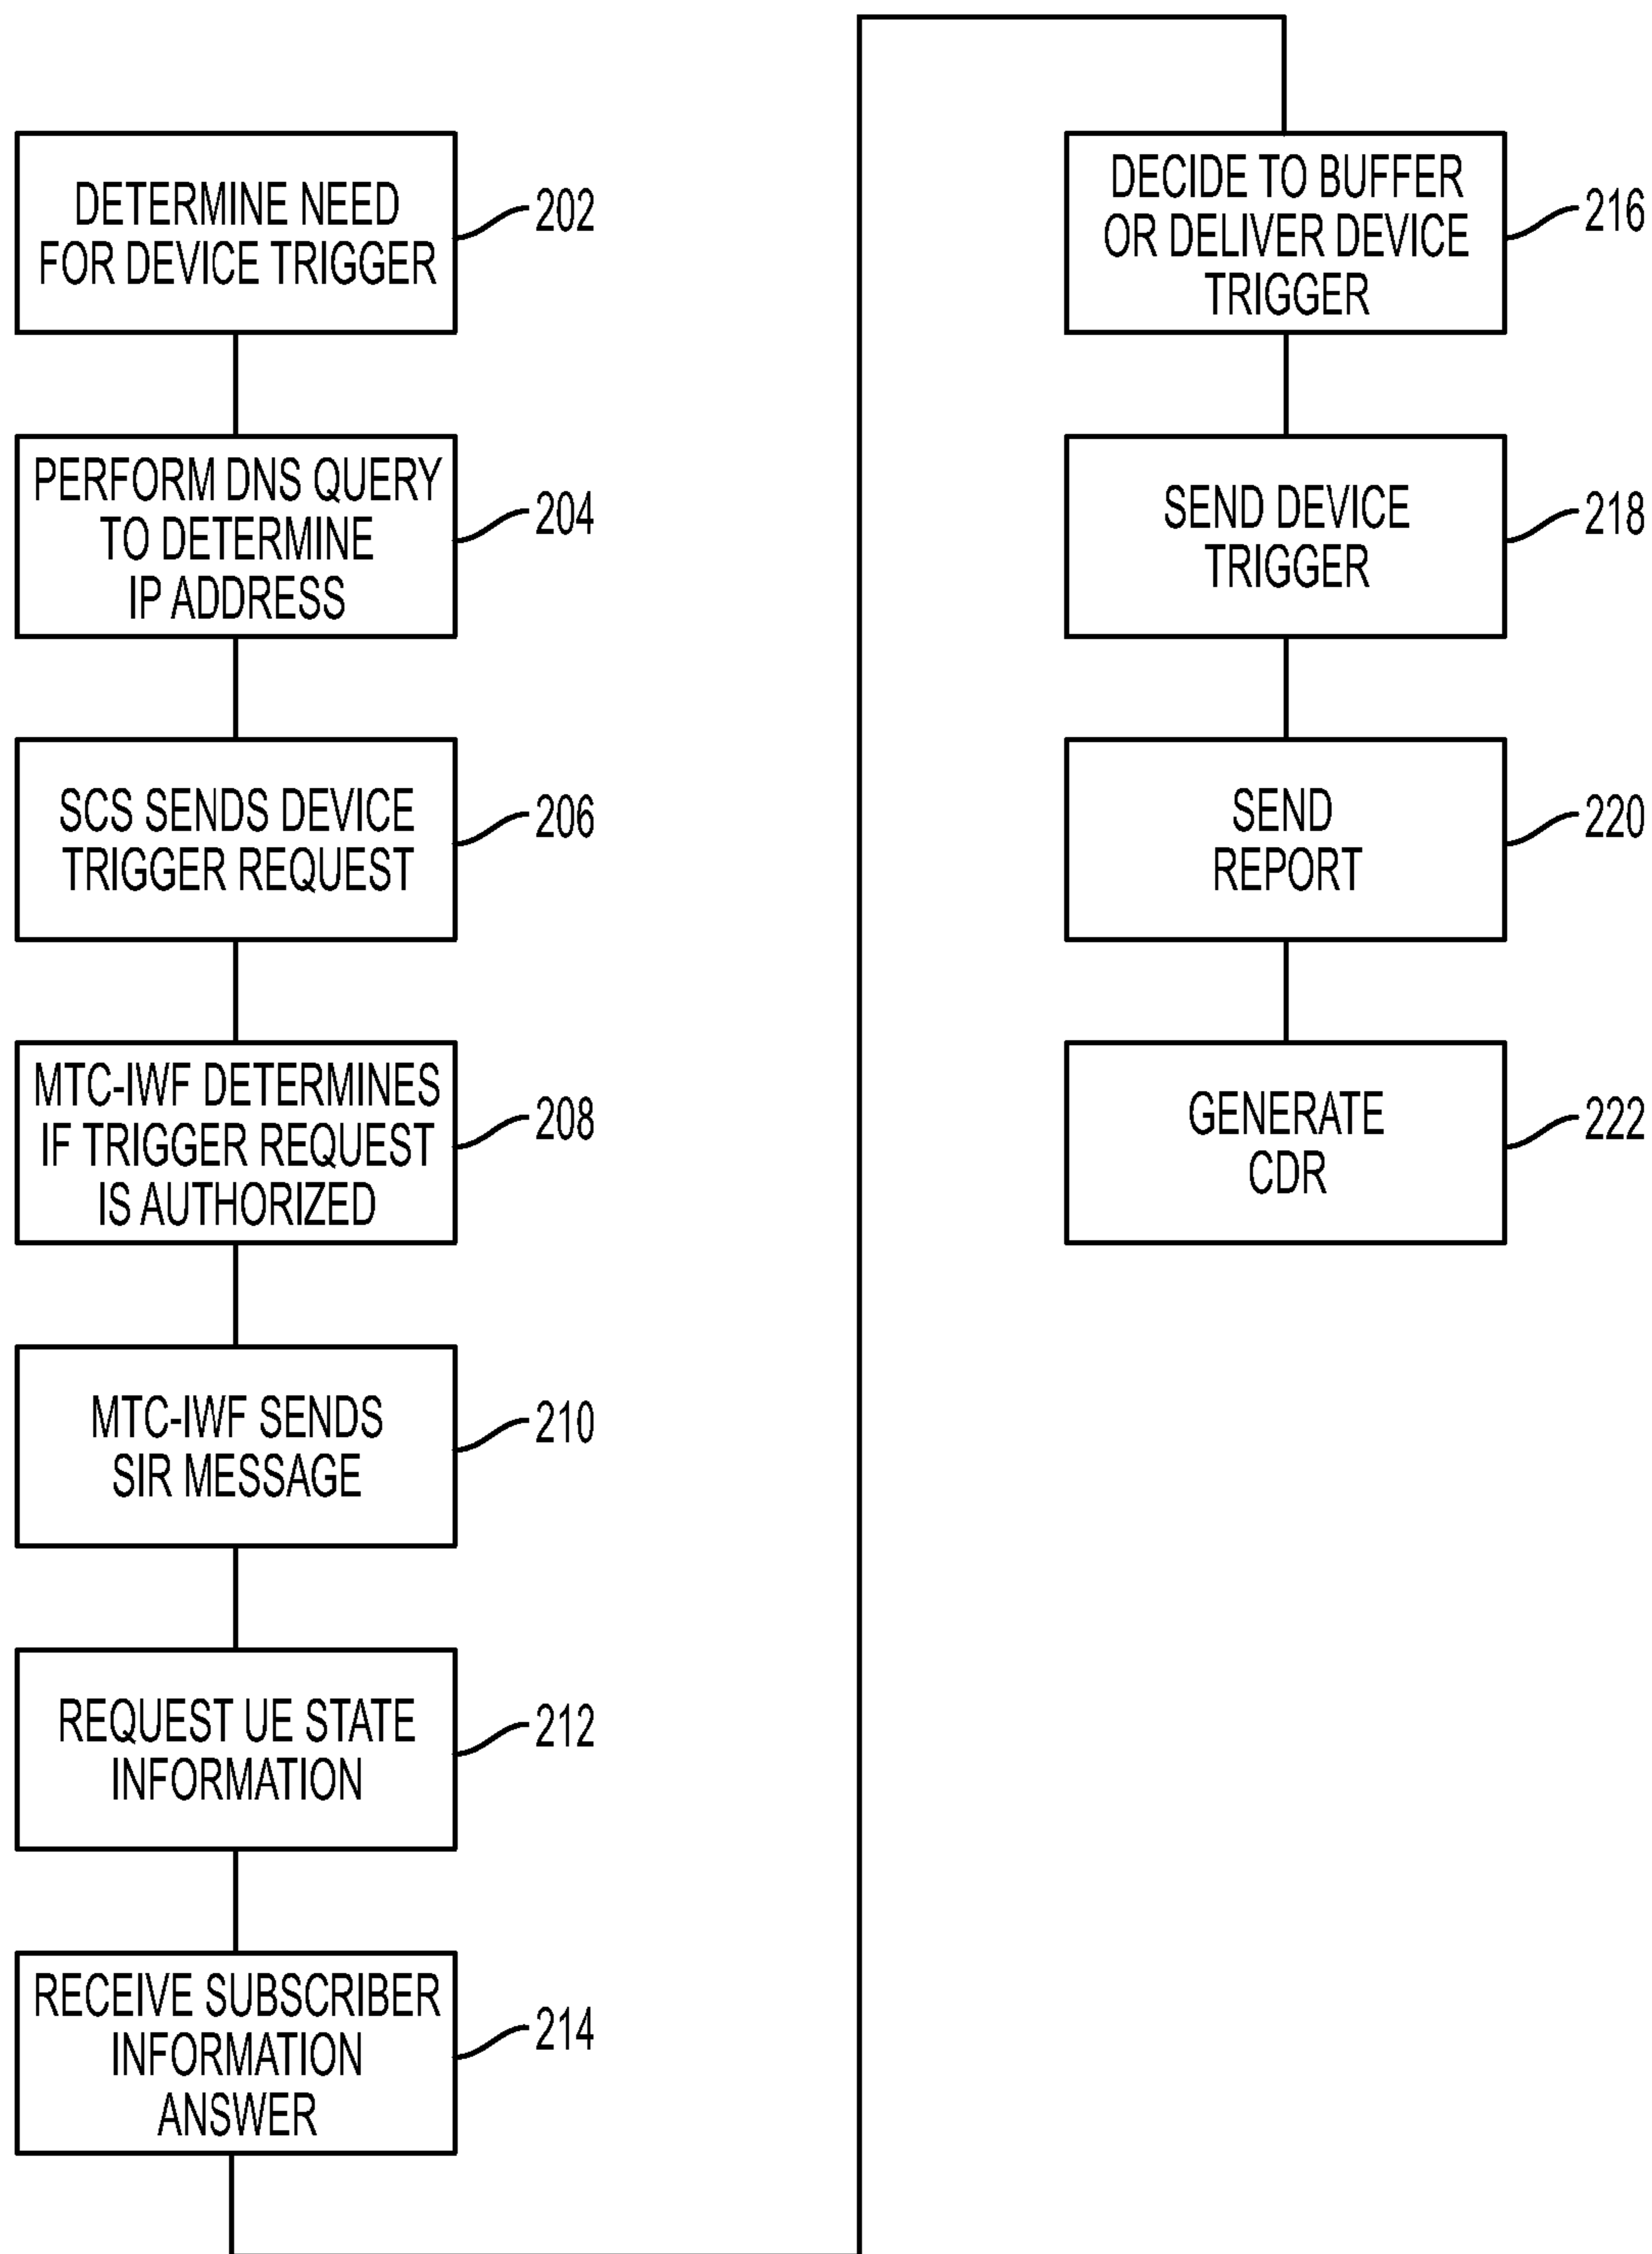 DETERMINE NEED
FOR DEVICE TRIGGER
202
PERFORM DNS QUERY
TO DETERMINE
IP ADDRESS
204
SCS SENDS DEVICE
TRIGGER REQUEST
206
MTC-IWF DETERMINES
IF TRIGGER REQUEST
IS AUTHORIZED
208
MTC-IWF SENDS
SIR MESSAGE
210
REQUEST UE STATE
INFORMATION
212
RECEIVE SUBSCRIBER
INFORMATION
ANSWER
214
DECIDE TO BUFFER
OR DELIVER DEVICE
TRIGGER
216
SEND DEVICE
TRIGGER
218
SEND
REPORT
220
GENERATE
CDR
222